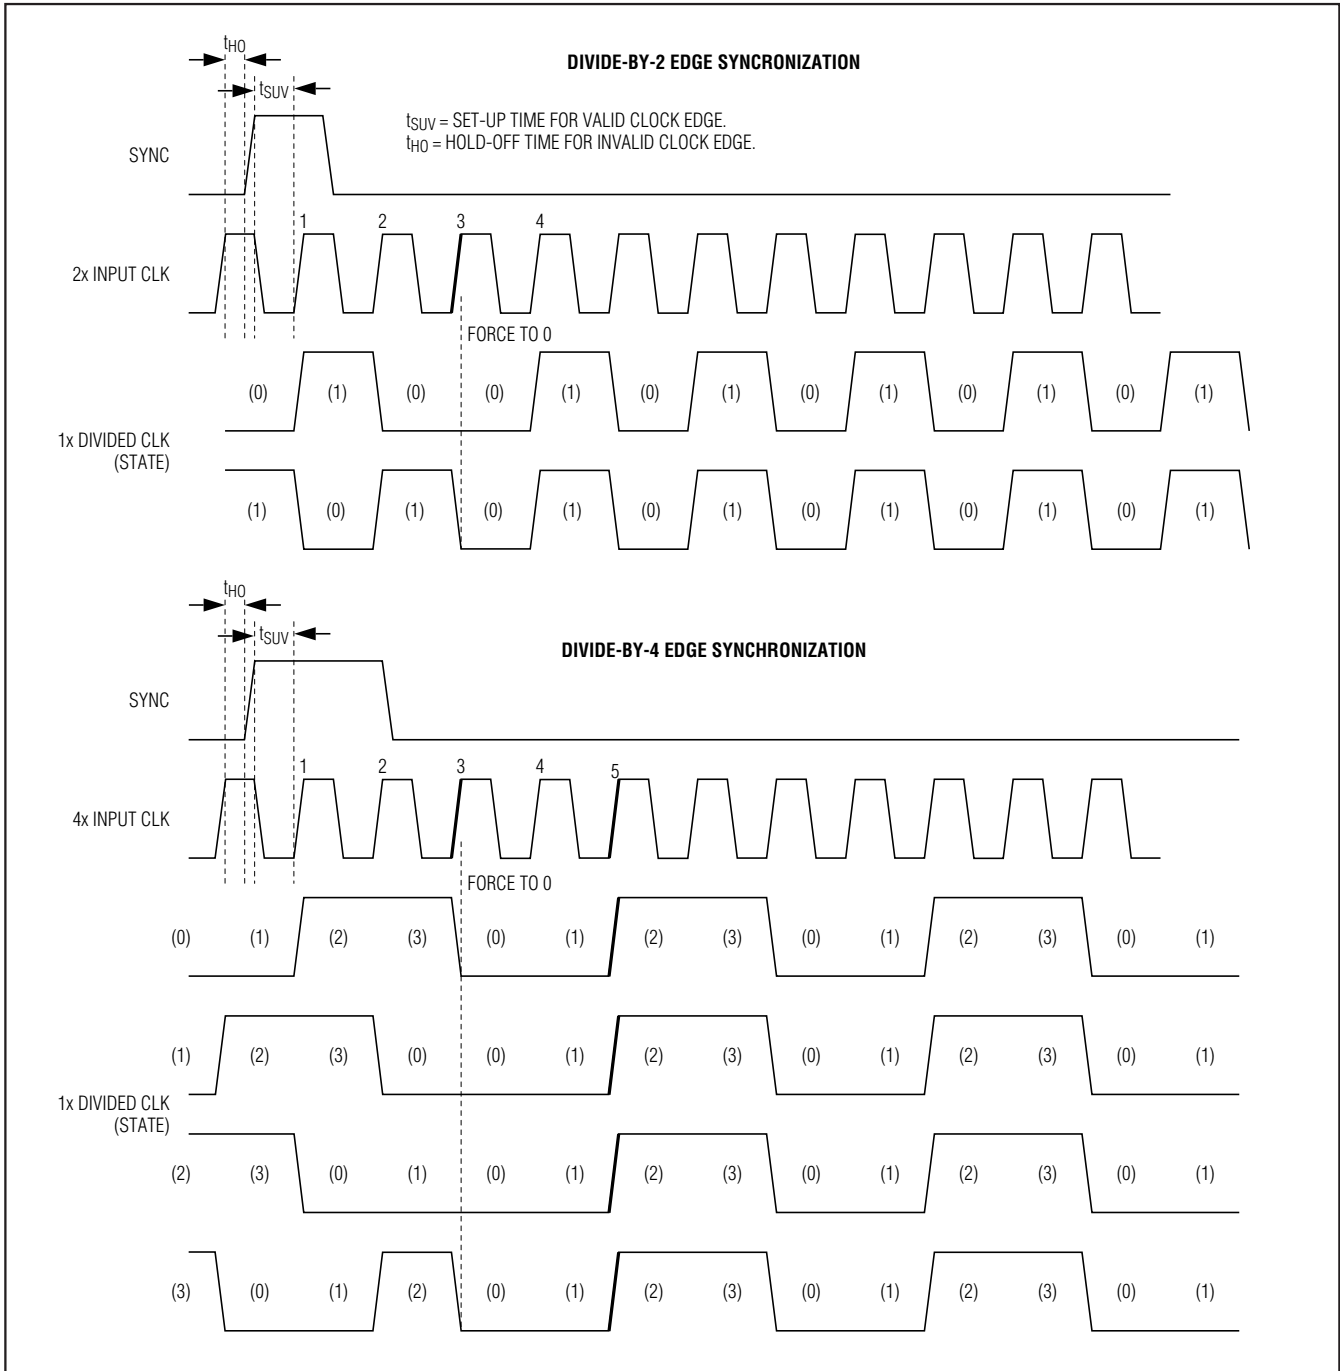 tHO
DIVIDE-BY-2 EDGE SYNCRONIZATION
tSUV
tSUV = SET-UP TIME FOR VALID CLOCK EDGE.
tHO = HOLD-OFF TIME FOR INVALID CLOCK EDGE.
SYNC
1 2 3 4
2x INPUT CLK
FORCE TO 0
(0) (1) (0) (0) (1) (0) (1) (0) (1) (0) (1) (0) (1)
1x DIVIDED CLK
(STATE)
(1) (0) (1) (0) (1) (0) (1) (0) (1) (0) (1) (0) (1)
tHO
tSUV
DIVIDE-BY-4 EDGE SYNCHRONIZATION
SYNC
1 2 3 4 5
4x INPUT CLK
FORCE TO 0
(0) (1) (2) (3) (0) (1) (2) (3) (0) (1) (2) (3) (0) (1)
(1) (2) (3) (0) (0) (1) (2) (3) (0) (1) (2) (3) (0) (1)
1x DIVIDED CLK
(STATE)
(2) (3) (0) (1) (0) (1) (2) (3) (0) (1) (2) (3) (0) (1)
(3) (0) (1) (2) (0) (1) (2) (3) (0) (1) (2) (3) (0) (1)